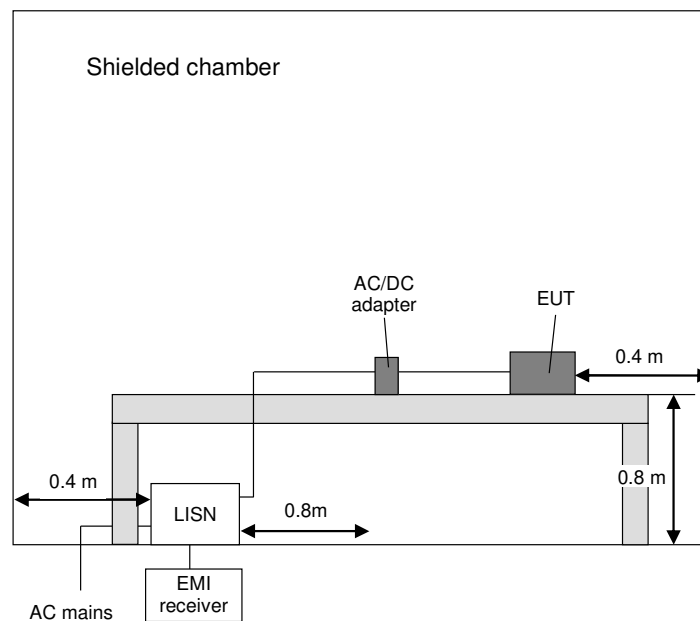 Shielded chamber
AC/DC
adapter
EUT
0.4 m
0.4 m
0.8 m
LISN
0.8m
EMI
receiver
AC mains